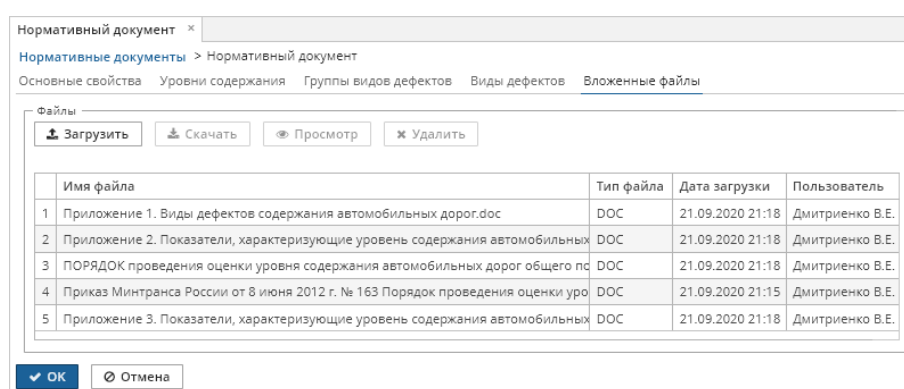 Нормативный документ ×
Нормативные документы > Нормативный документ
Основные свойства Уровни содержания Группы видов дефектов Виды дефектов Вложенные файлы
Файлы
Загрузить Скачать Просмотр Удалить
Имя файла Тип файла Дата загрузки Пользователь
1 Приложение 1. Виды дефектов содержания автомобильных дорог.doc DOC 21.09.2020 21:18 Дмитриенко В.Е.
2 Приложение 2. Показатели, характеризующие уровень содержания автомобильных DOC 21.09.2020 21:18 Дмитриенко В.Е.
3 ПОРЯДОК проведения оценки уровня содержания автомобильных дорог общего по DOC 21.09.2020 21:18 Дмитриенко В.Е.
4 Приказ Минтранса России от 8 июня 2012 г. № 163 Порядок проведения оценки уро DOC 21.09.2020 21:15 Дмитриенко В.Е.
5 Приложение 3. Показатели, характеризующие уровень содержания автомобильных DOC 21.09.2020 21:18 Дмитриенко В.Е.
ОК Отмена